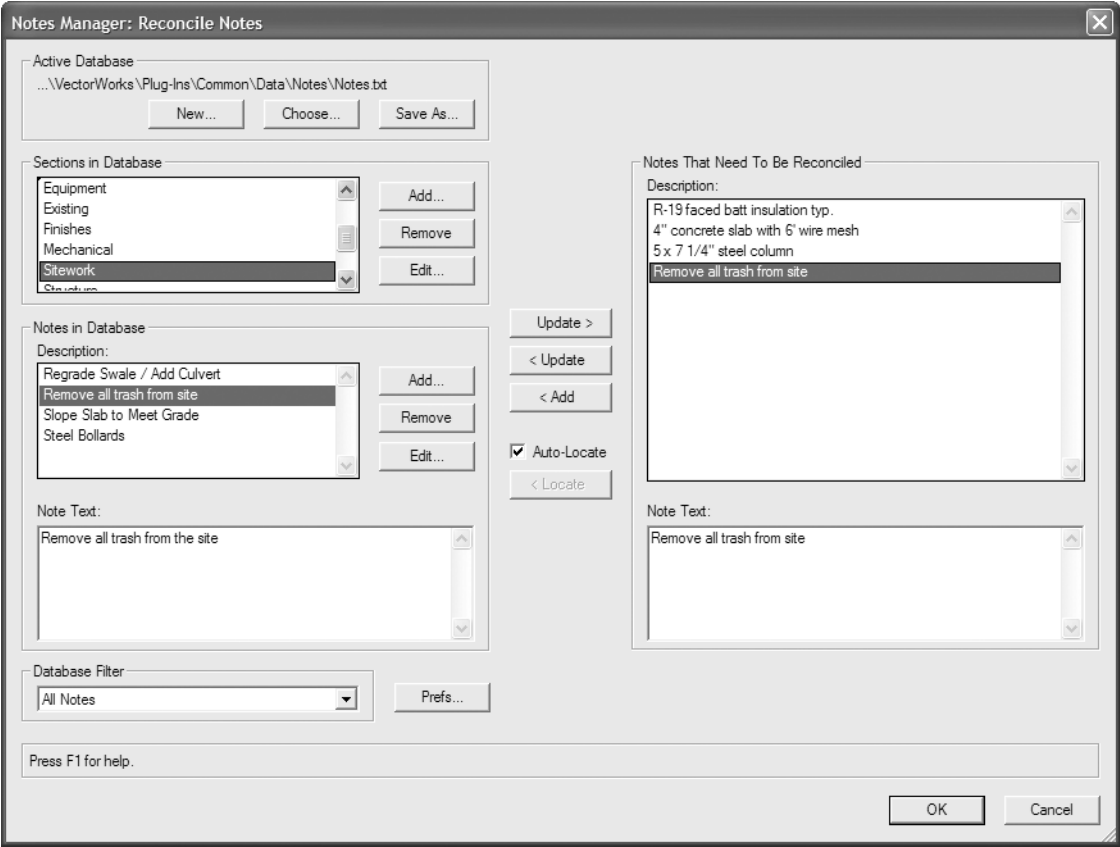 Notes Manager: Reconcile Notes
Active Database
...\VectorWorks\Plug-Ins\Common\Data\Notes\Notes.txt
New...
Choose...
Save As...
Sections in Database
Equipment
Existing
Finishes
Mechanical
Sitework
Structure
Add...
Remove
Edit...
Notes in Database
Description:
Regrade Swale / Add Culvert
Remove all trash from site
Slope Slab to Meet Grade
Steel Bollards
Add...
Remove
Edit...
Note Text:
Remove all trash from the site
Database Filter
All Notes
Prefs...
Update >
< Update
< Add
Auto-Locate
< Locate
Notes That Need To Be Reconciled
Description:
R-19 faced batt insulation typ.
4" concrete slab with 6' wire mesh
5 x 7 1/4" steel column
Remove all trash from site
Note Text:
Remove all trash from site
Press F1 for help.
OK
Cancel